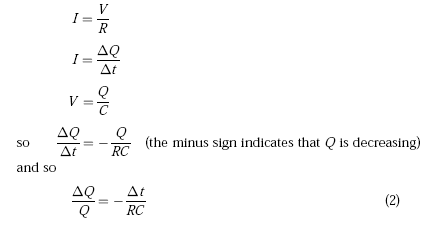 I = V/R
I = ΔQ/Δt
V = Q/C
so ΔQ/Δt = − Q/RC (the minus sign indicates that Q is decreasing)
and so
ΔQ/Q = − Δt/RC (2)